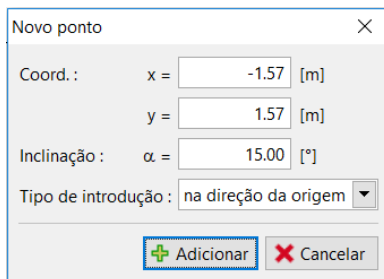 Novo ponto
Coord. : x = -1.57 [m]
y = 1.57 [m]
Inclinação : α = 15.00 [°]
Tipo de introdução : na direção da origem
Adicionar Cancelar